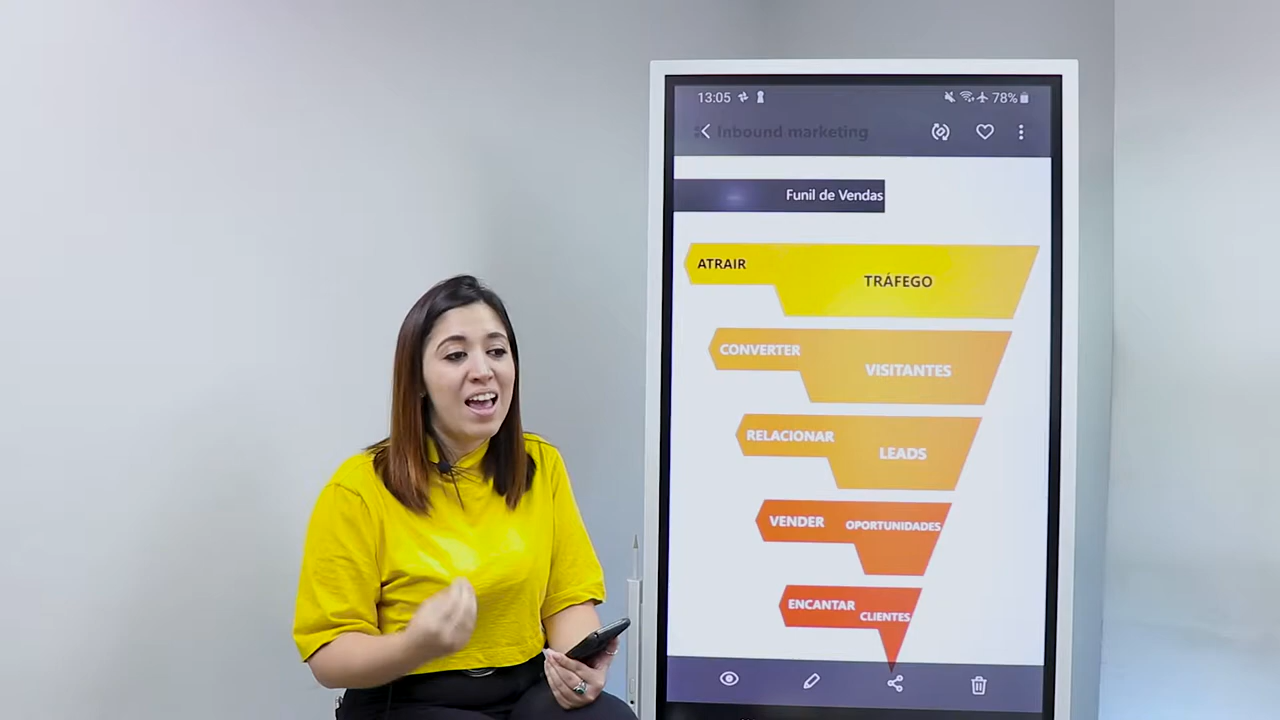 13:05
78%
Inbound marketing
Funil de Vendas
ATRAIR
TRÁFEGO
CONVERTER
VISITANTES
RELACIONAR
LEADS
VENDER
OPORTUNIDADES
ENCANTAR
CLIENTES